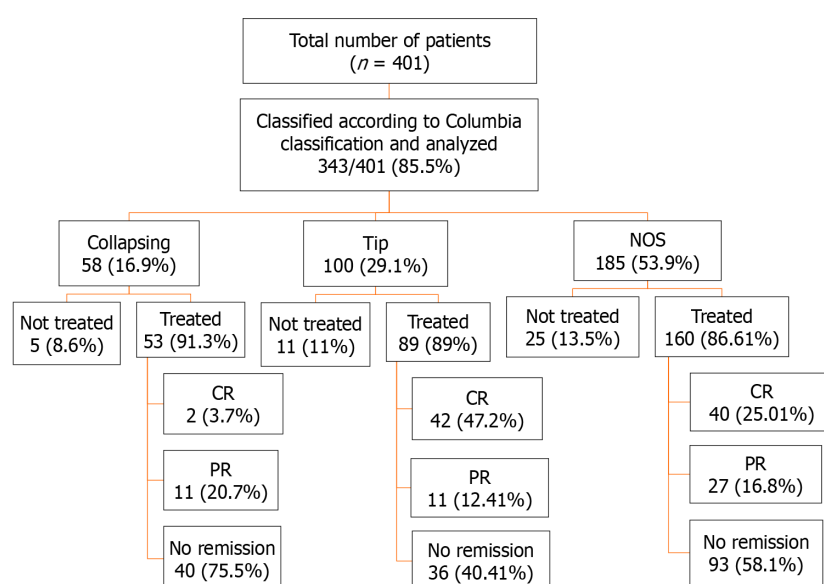 Total number of patients
(n = 401)
Classified according to Columbia
classification and analyzed
343/401 (85.5%)
Collapsing
58 (16.9%)
Tip
100 (29.1%)
NOS
185 (53.9%)
Not treated
5 (8.6%)
Treated
53 (91.3%)
Not treated
11 (11%)
Treated
89 (89%)
Not treated
25 (13.5%)
Treated
160 (86.61%)
CR
2 (3.7%)
PR
11 (20.7%)
No remission
40 (75.5%)
CR
42 (47.2%)
PR
11 (12.41%)
No remission
36 (40.41%)
CR
40 (25.01%)
PR
27 (16.8%)
No remission
93 (58.1%)